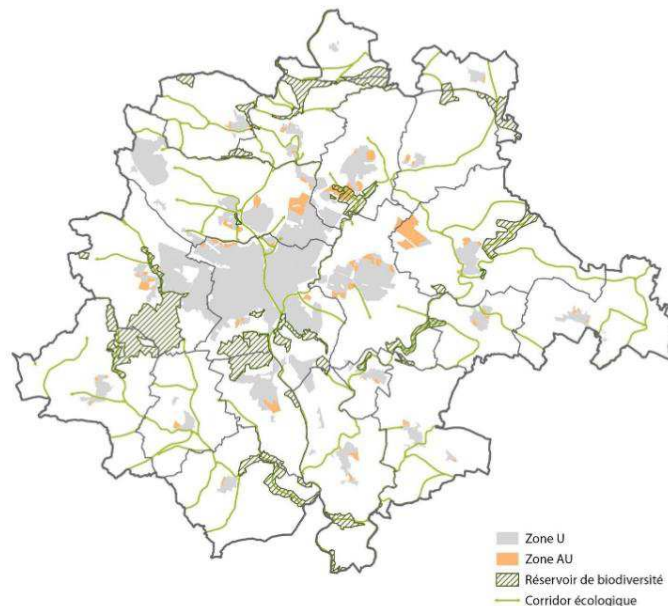 Zone U
Zone AU
Réservoir de biodiversité
Corridor écologique